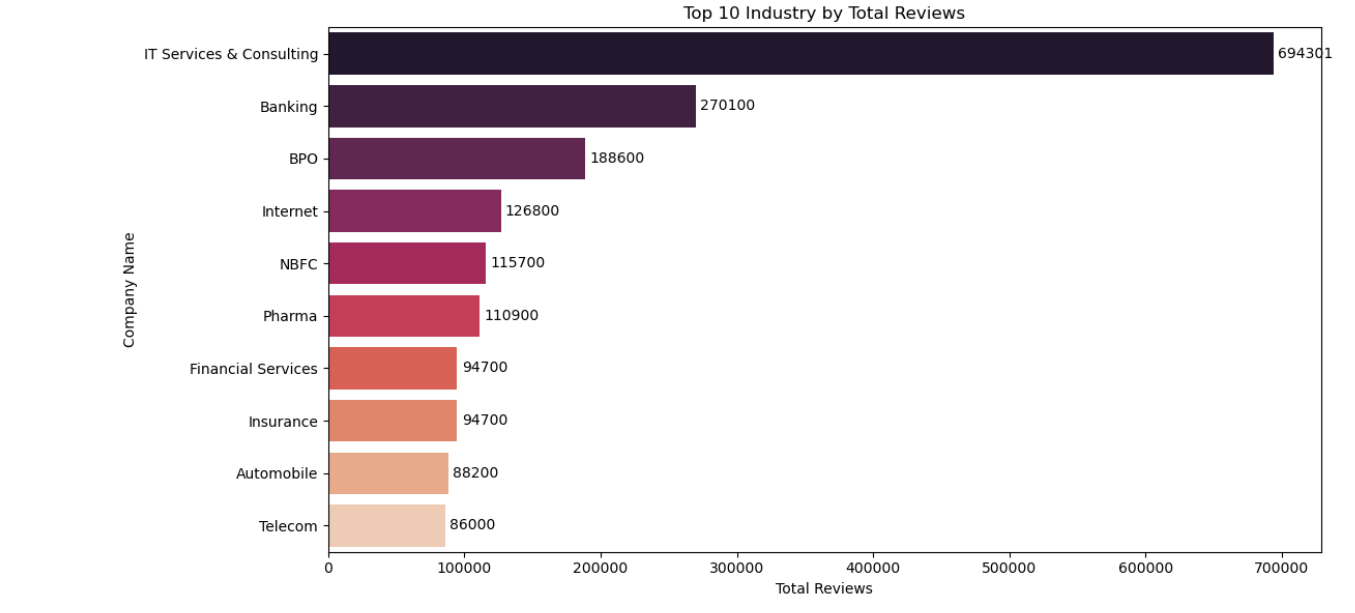 Top 10 Industry by Total Reviews
IT Services & Consulting 694301
Banking 270100
BPO 188600
Internet 126800
NBFC 115700
Pharma 110900
Financial Services 94700
Insurance 94700
Automobile 88200
Telecom 86000
Company Name
0 100000 200000 300000 400000 500000 600000 700000
Total Reviews